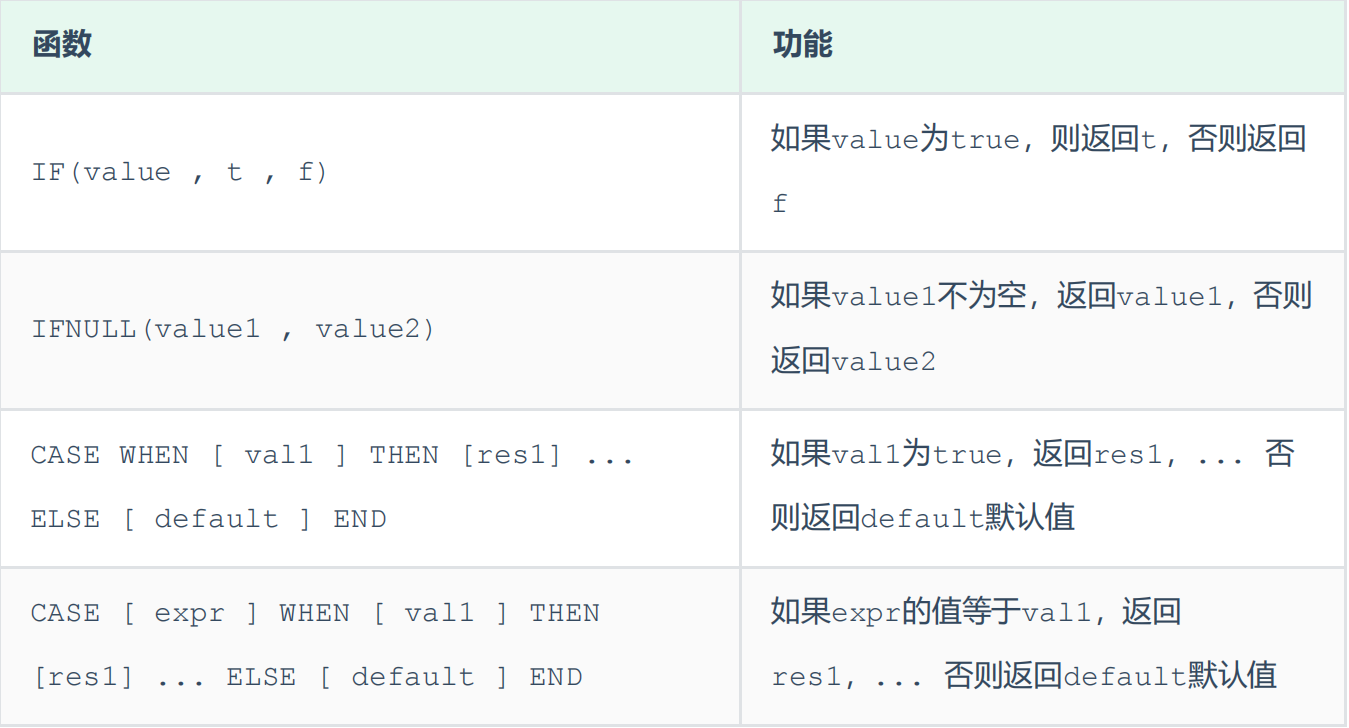 函数
功能
IF(value , t , f)
如果value为true，则返回t，否则返回
f
IFNULL(value1 , value2)
如果value1不为空，返回value1，否则
返回value2
CASE WHEN [ val1 ] THEN [res1] ...
ELSE [ default ] END
如果val1为true，返回res1，... 否
则返回default默认值
CASE [ expr ] WHEN [ val1 ] THEN
[res1] ... ELSE [ default ] END
如果expr的值等于val1，返回
res1，... 否则返回default默认值